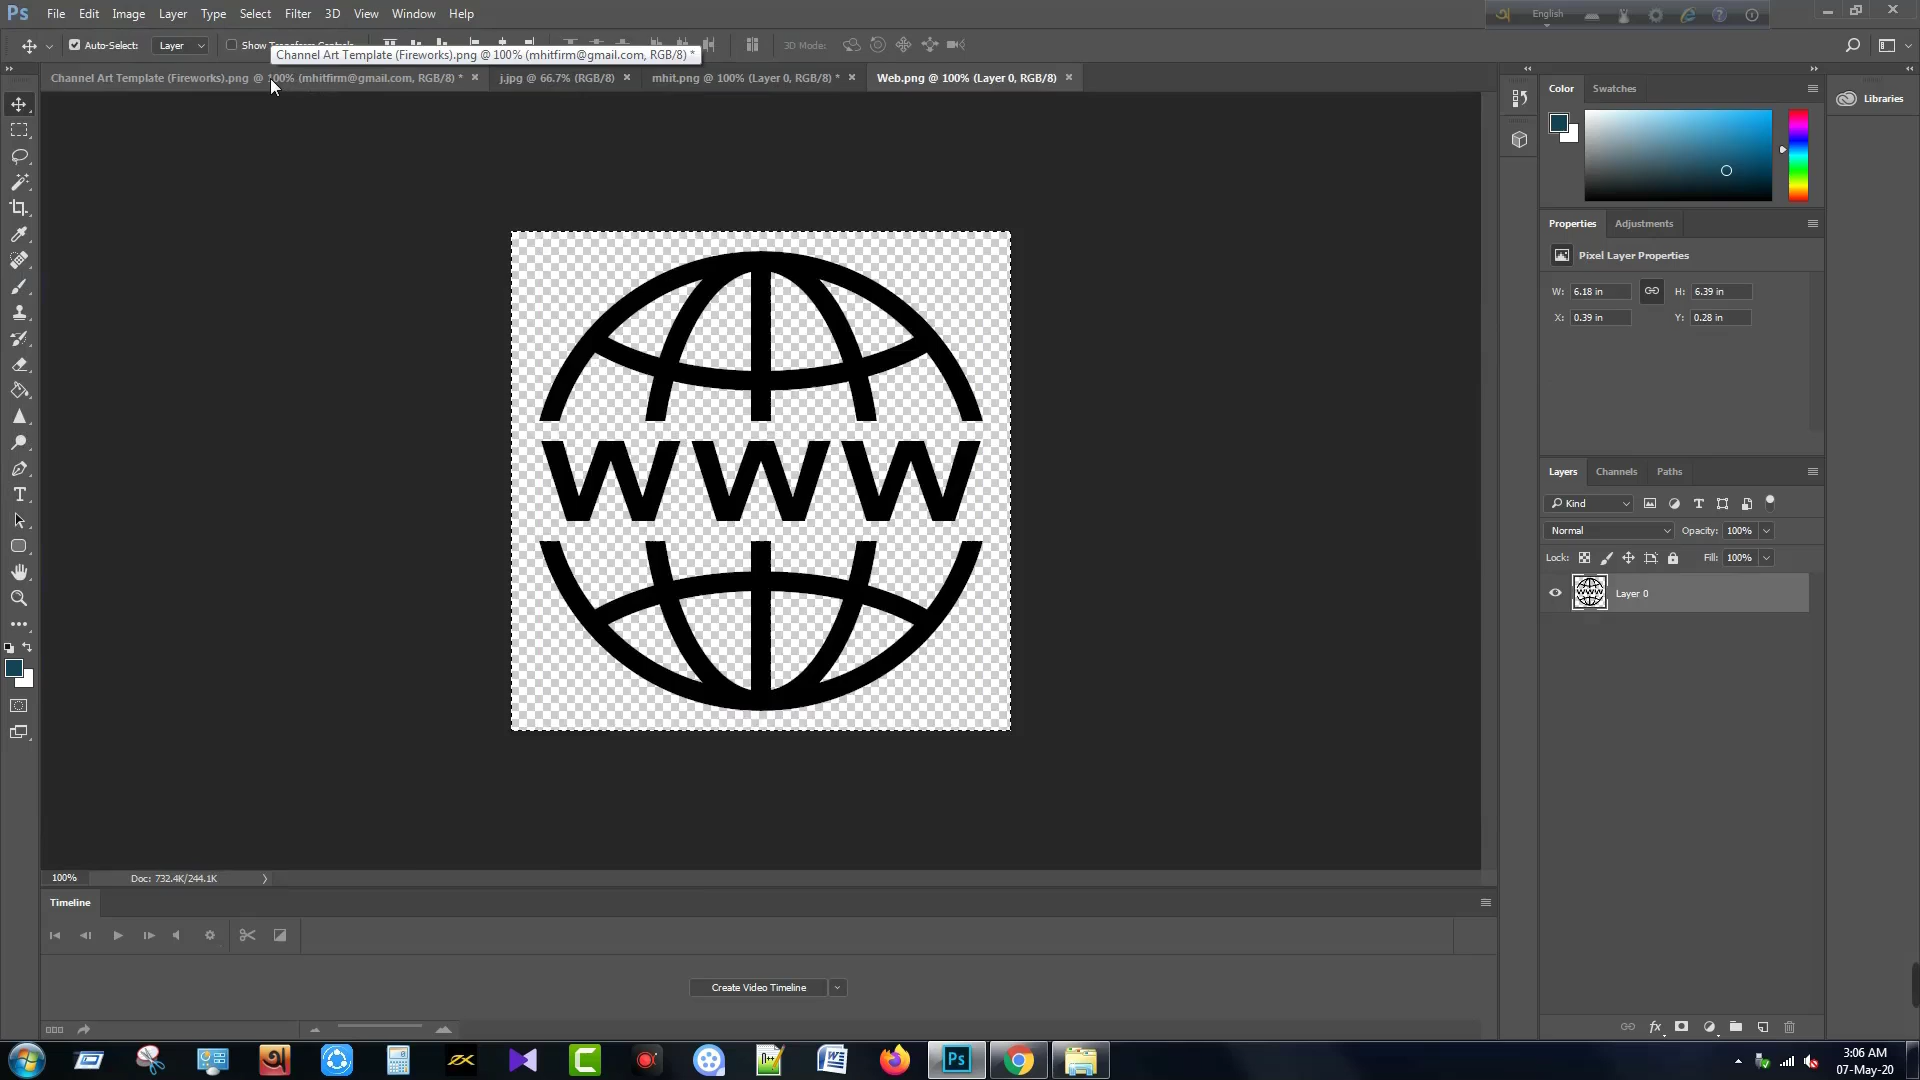 Ps File Edit Image Layer Type Select Filter 3D View Window Help
English
Auto-Select: Layer Show Transform Controls 3D Mode:
Channel Art Template (Fireworks).png @ 100% (mhitfirm@gmail.com, RGB/8) *
Channel Art Template (Fireworks).png @ 100% (mhitfirm@gmail.com, RGB/8) * × j.jpg @ 66.7% (RGB/8) × mhit.png @ 100% (Layer 0, RGB/8) * × Web.png @ 100% (Layer 0, RGB/8) ×
Color Swatches
Libraries
Properties Adjustments
Pixel Layer Properties
W: 6.18 in H: 6.39 in
X: 0.39 in Y: 0.28 in
WWW
Layers Channels Paths
Kind
Normal Opacity: 100%
Lock: Fill: 100%
Layer 0
100% Doc: 732.4K/244.1K
Timeline
Create Video Timeline
fx
Ps
3:06 AM
07-May-20